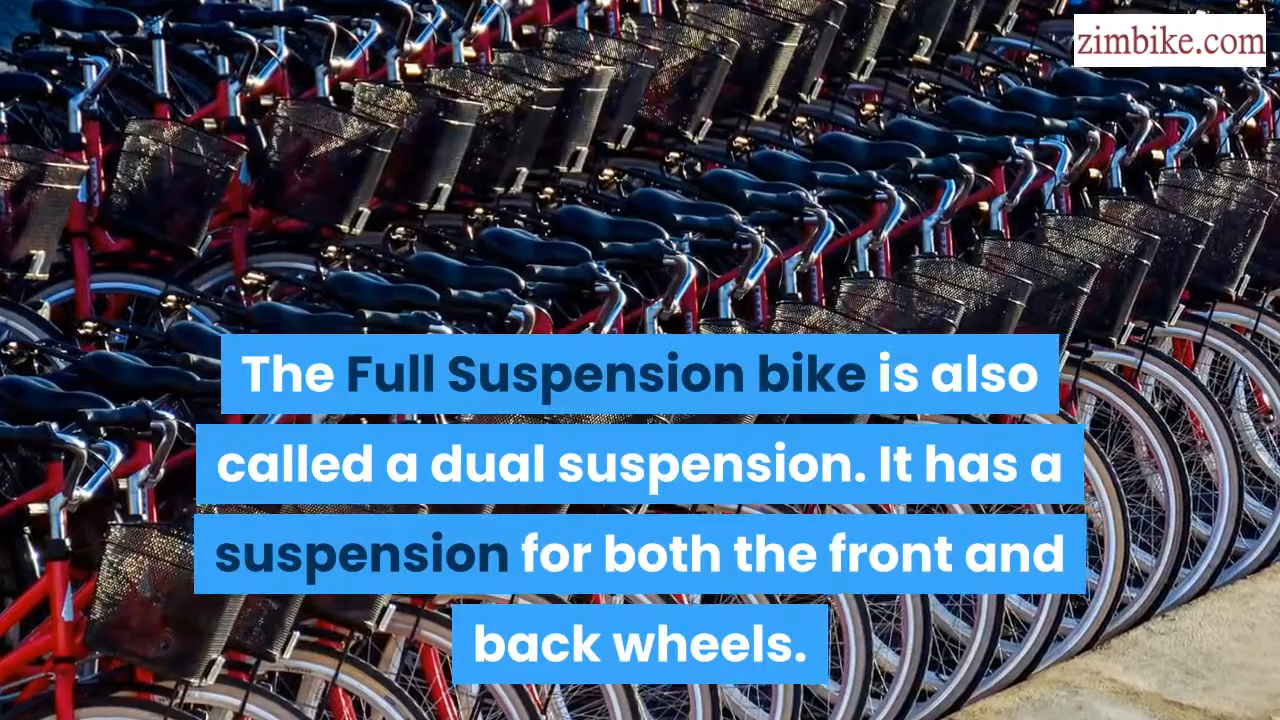 zimbike.com
The Full Suspension bike is also
called a dual suspension. It has a
suspension for both the front and
back wheels.